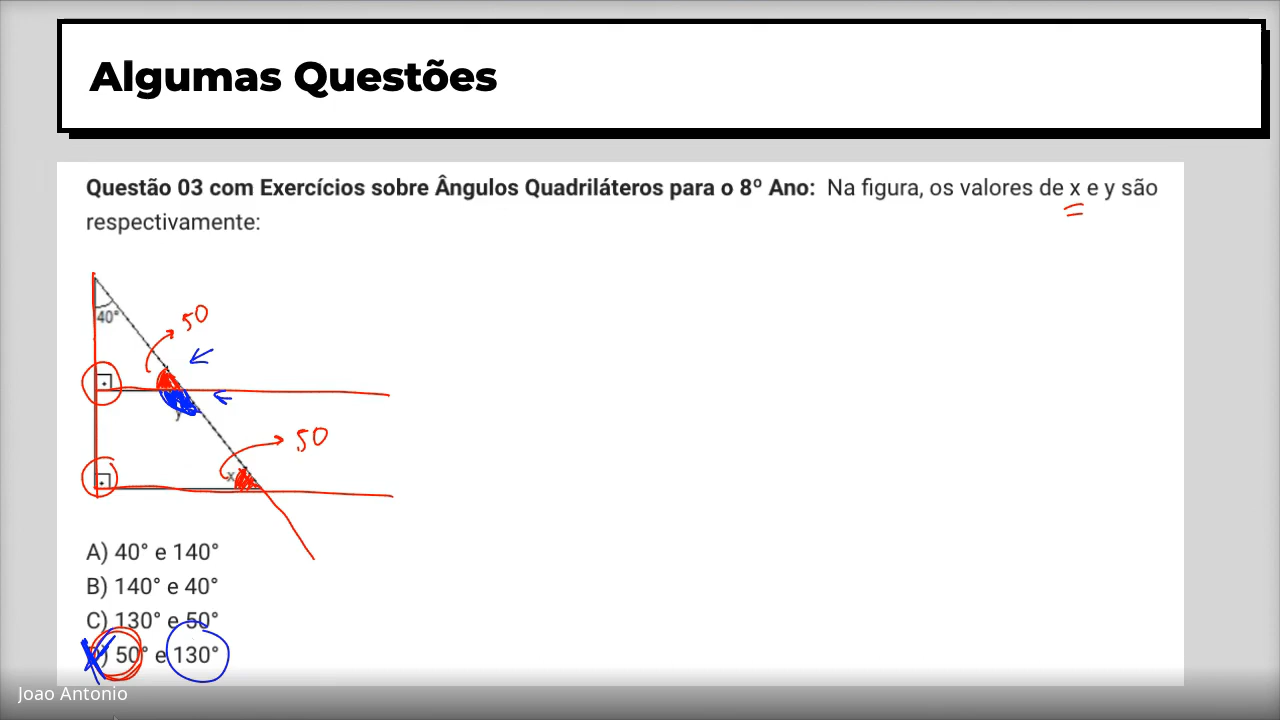 Algumas Questões
Questão 03 com Exercícios sobre Ângulos Quadriláteros para o 8º Ano: Na figura, os valores de x e y são
respectivamente:
50
40°
y
50
x
A) 40° e 140°
B) 140° e 40°
C) 130° e 50°
D) 50° e 130°
Joao Antonio